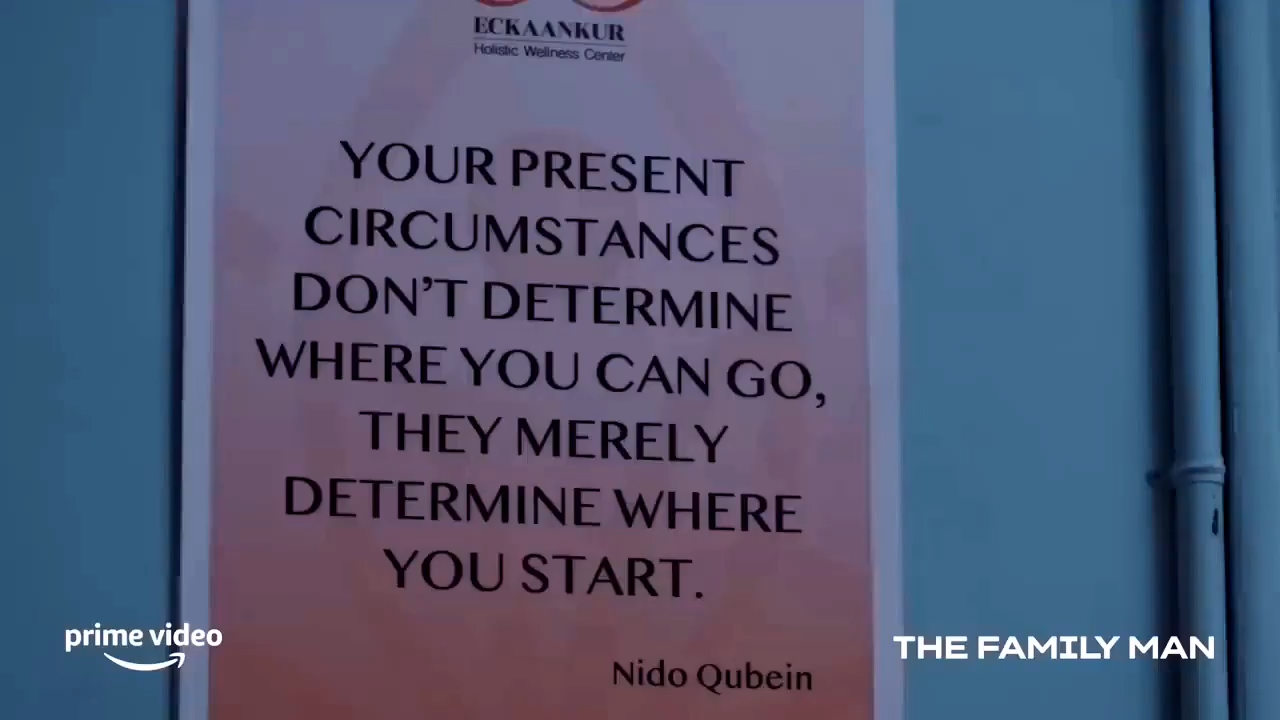 ECKAANKUR
Holistic Wellness Center
YOUR PRESENT
CIRCUMSTANCES
DON'T DETERMINE
WHERE YOU CAN GO,
THEY MERELY
DETERMINE WHERE
YOU START.
Nido Qubein
prime video
THE FAMILY MAN